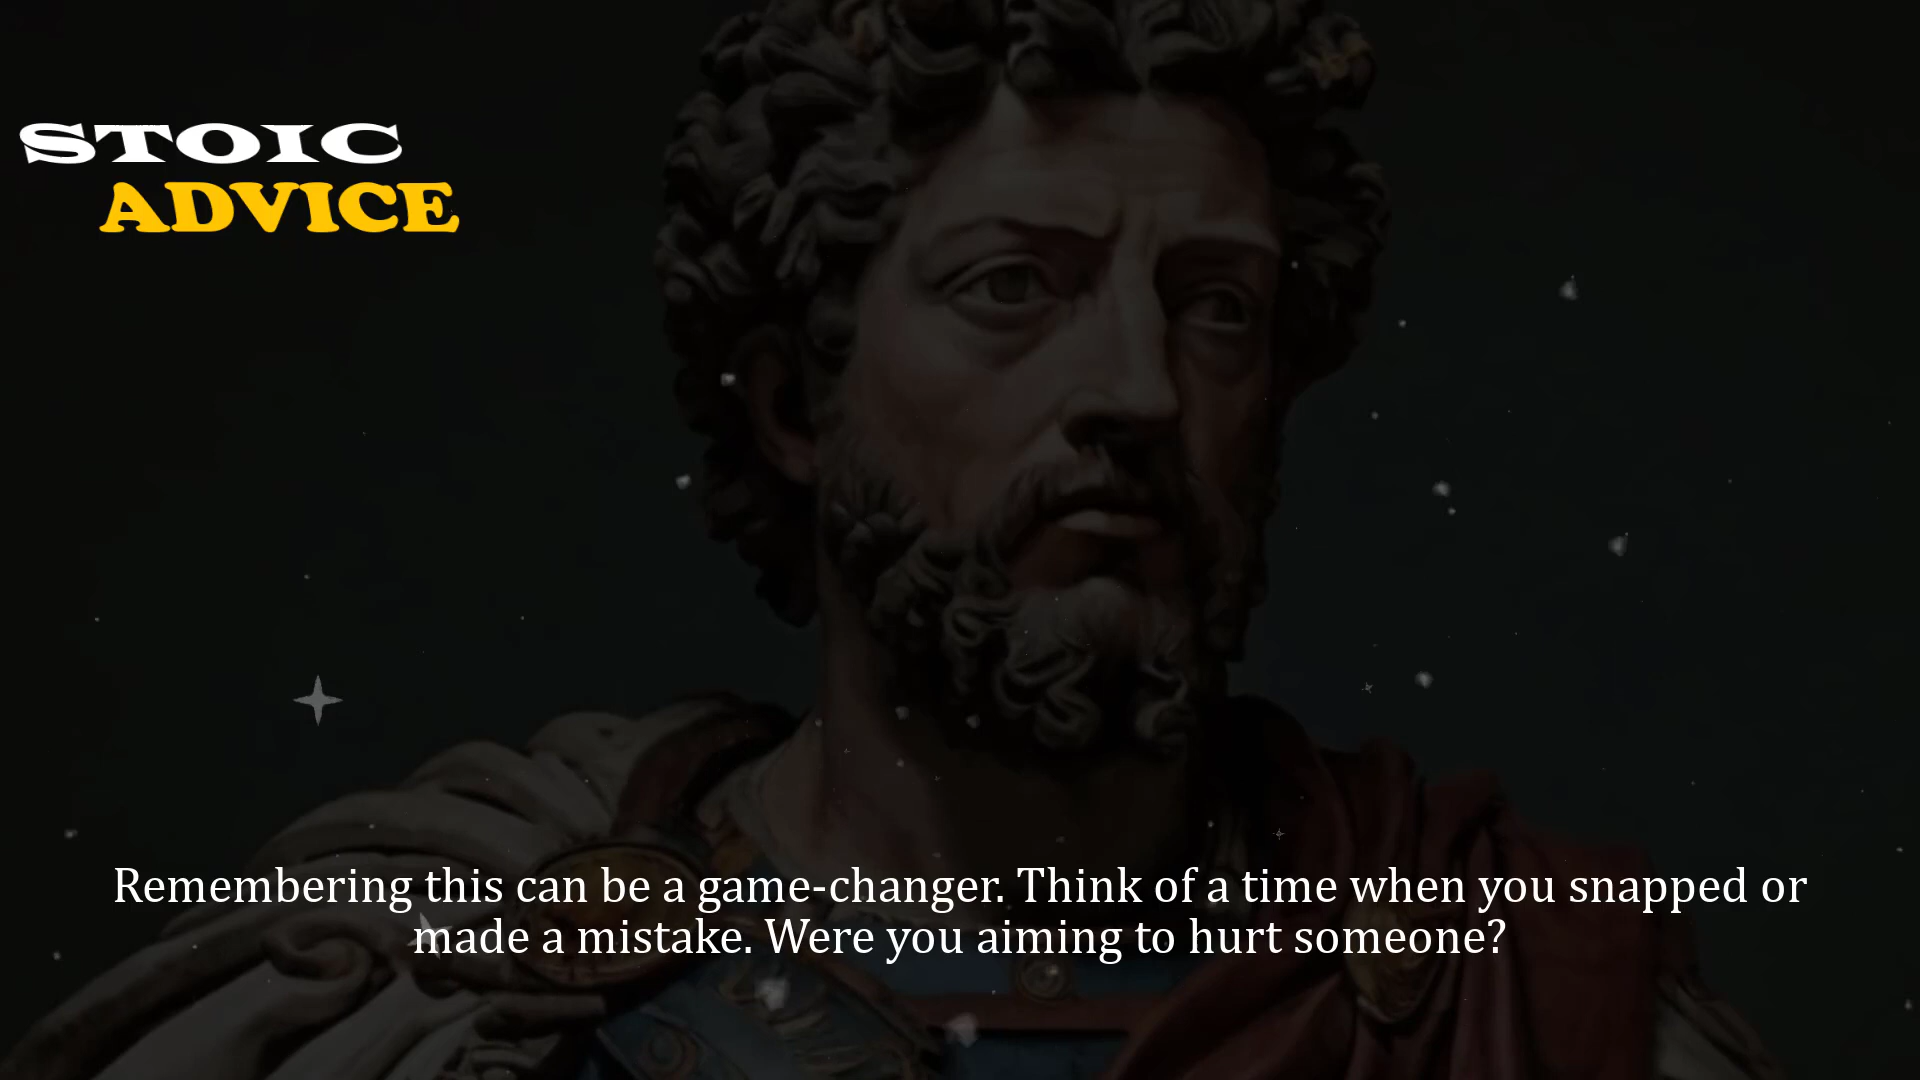 STOIC
ADVICE
Remembering this can be a game-changer. Think of a time when you snapped or
made a mistake. Were you aiming to hurt someone?